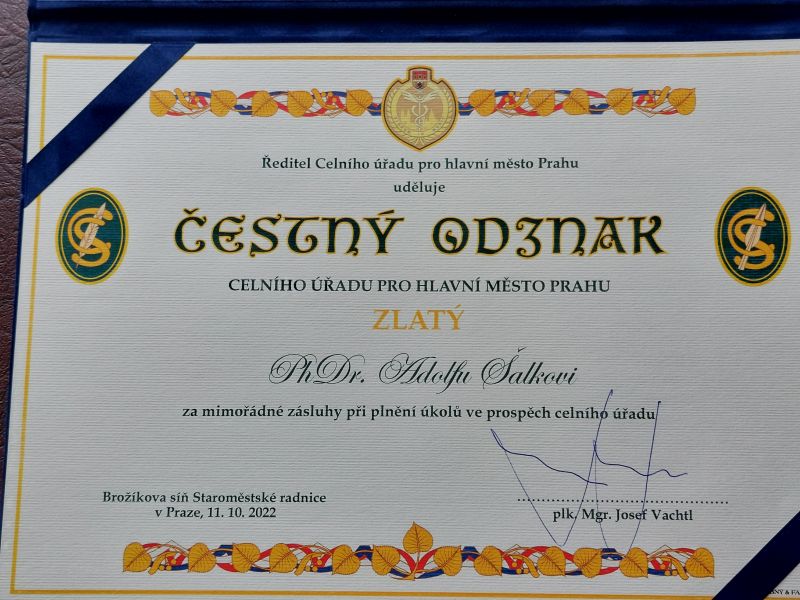 Ředitel Celního úřadu pro hlavní město Prahu
uděluje
ČESTNÝ ODZNAK
CELNÍHO ÚŘADU PRO HLAVNÍ MĚSTO PRAHU
ZLATÝ
PhDr. Adolfu Šalkovi
za mimořádné zásluhy při plnění úkolů ve prospěch celního úřadu
Brožíkova síň Staroměstské radnice
v Praze, 11. 10. 2022
plk. Mgr. Josef Vachtl